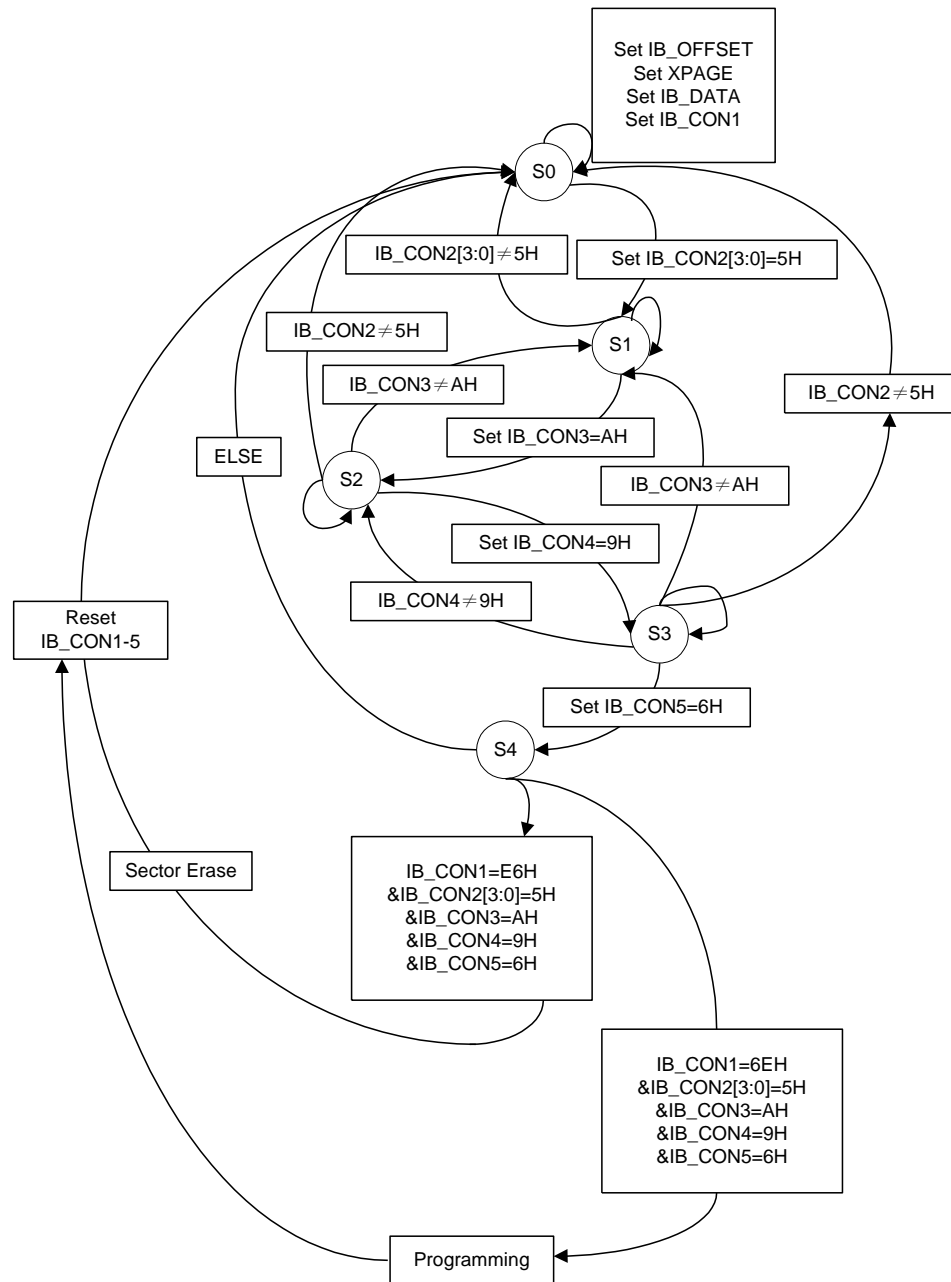 Set IB_OFFSET
Set XPAGE
Set IB_DATA
Set IB_CON1
S0
IB_CON2[3:0]≠5H
Set IB_CON2[3:0]=5H
IB_CON2≠5H
S1
IB_CON3≠AH
IB_CON2≠5H
Set IB_CON3=AH
ELSE
S2
IB_CON3≠AH
Set IB_CON4=9H
IB_CON4≠9H
Reset
IB_CON1-5
S3
Set IB_CON5=6H
S4
Sector Erase
IB_CON1=E6H
&IB_CON2[3:0]=5H
&IB_CON3=AH
&IB_CON4=9H
&IB_CON5=6H
IB_CON1=6EH
&IB_CON2[3:0]=5H
&IB_CON3=AH
&IB_CON4=9H
&IB_CON5=6H
Programming